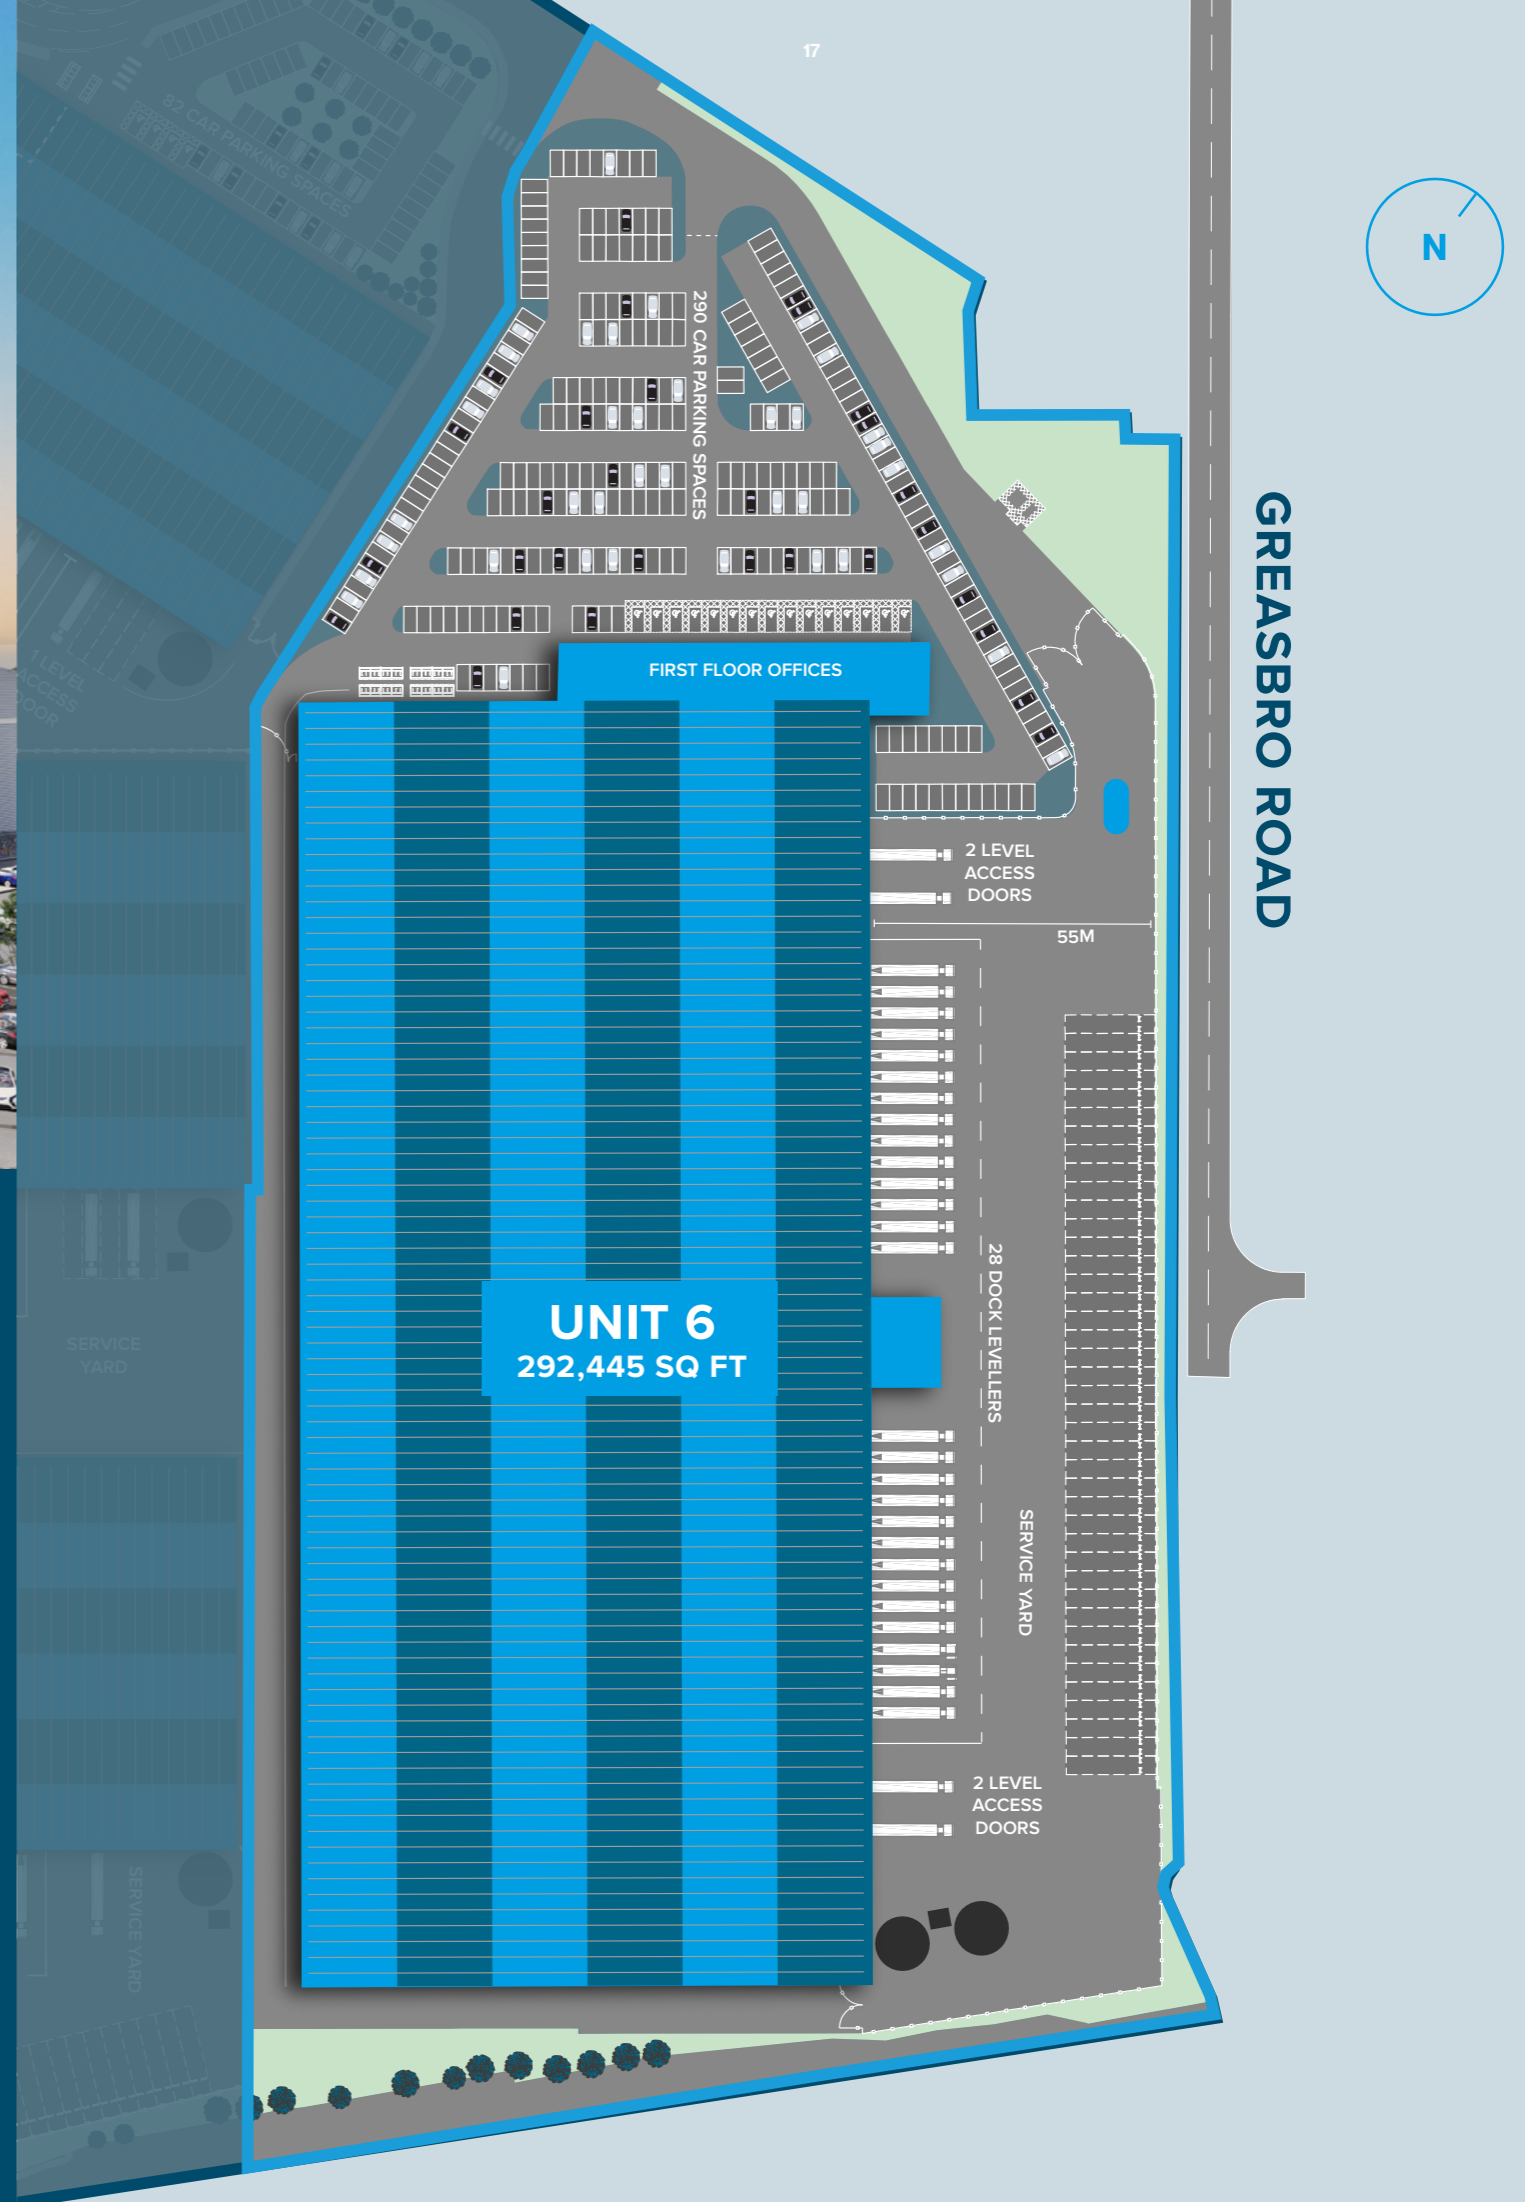 17
82 CAR PARKING SPACES
N
290 CAR PARKING SPACES
GREASBRO ROAD
1 LEVEL
ACCESS
DOOR
FIRST FLOOR OFFICES
2 LEVEL
ACCESS
DOORS
55M
28 DOCK LEVELLERS
UNIT 6
292,445 SQ FT
SERVICE
YARD
SERVICE YARD
2 LEVEL
ACCESS
DOORS
SERVICE YARD